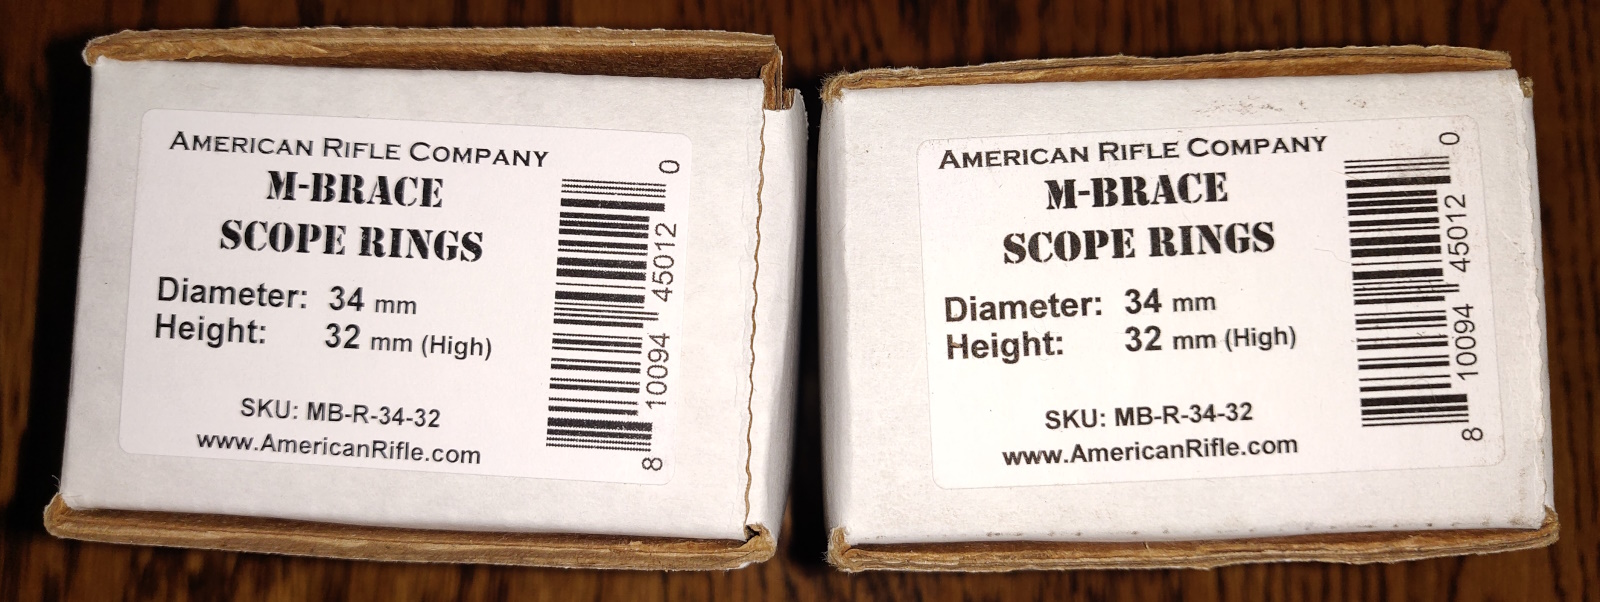 AMERICAN RIFLE COMPANY
M-BRACE
SCOPE RINGS
Diameter: 34 mm
Height: 32 mm (High)
SKU: MB-R-34-32
www.AmericanRifle.com
8 10094 45012 0
AMERICAN RIFLE COMPANY
M-BRACE
SCOPE RINGS
Diameter: 34 mm
Height: 32 mm (High)
SKU: MB-R-34-32
www.AmericanRifle.com
8 10094 45012 0